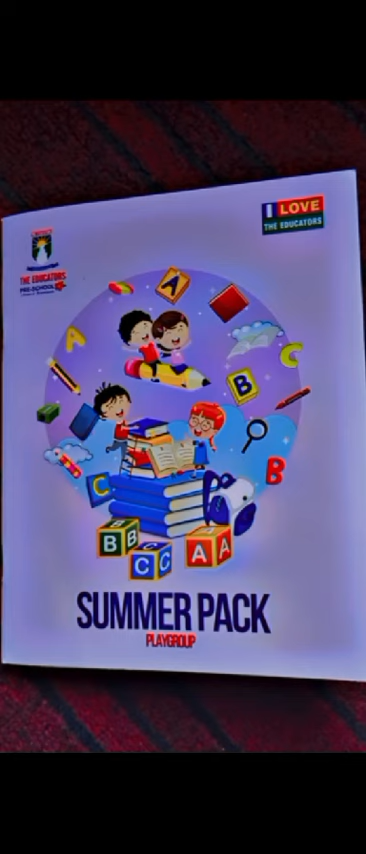 I LOVE
THE EDUCATORS
THE EDUCATORS
PRE-SCHOOL
A
A
C
B
B
C
B
B
C
C
A
A
SUMMER PACK
PLAYGROUP